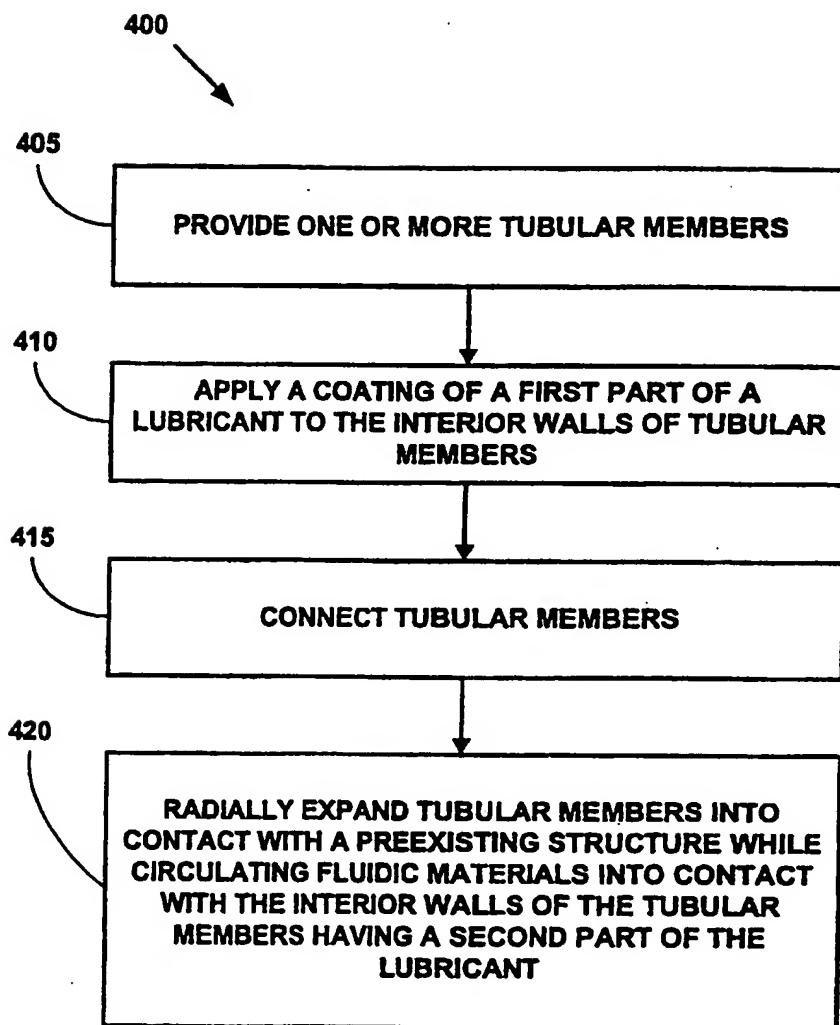 400
405
PROVIDE ONE OR MORE TUBULAR MEMBERS
410
APPLY A COATING OF A FIRST PART OF A
LUBRICANT TO THE INTERIOR WALLS OF TUBULAR
MEMBERS
415
CONNECT TUBULAR MEMBERS
420
RADIALLY EXPAND TUBULAR MEMBERS INTO
CONTACT WITH A PREEXISTING STRUCTURE WHILE
CIRCULATING FLUIDIC MATERIALS INTO CONTACT
WITH THE INTERIOR WALLS OF THE TUBULAR
MEMBERS HAVING A SECOND PART OF THE
LUBRICANT